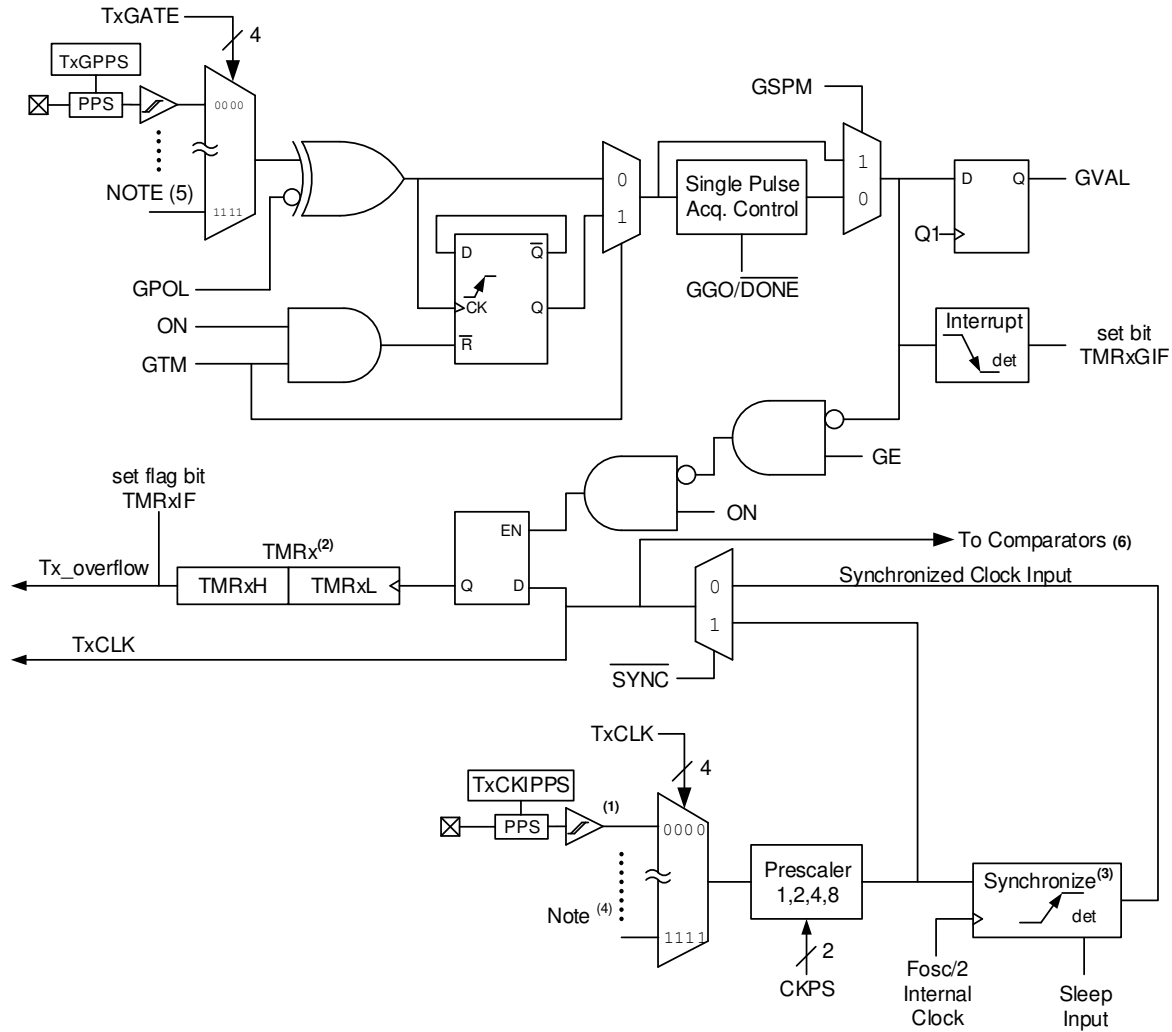 TxGATE
4
TxGPPS
PPS
0000
NOTE (5)
1111
GPOL
ON
GTM
D
Q
CK
Q
R
0
1
GSPM
Single Pulse
Acq. Control
GGO/DONE
1
0
D Q
Q1
GVAL
Interrupt
det
set bit
TMRxGIF
GE
ON
set flag bit
TMRxIF
Tx_overflow
TMRx(2)
TMRxH
TMRxL
EN
Q
D
To Comparators (6)
Synchronized Clock Input
0
1
SYNC
TxCLK
TxCLK
4
TxCKIPPS
PPS
(1)
0000
Note (4)
1111
Prescaler
1,2,4,8
2
CKPS
Synchronize(3)
det
Fosc/2
Internal
Clock
Sleep
Input